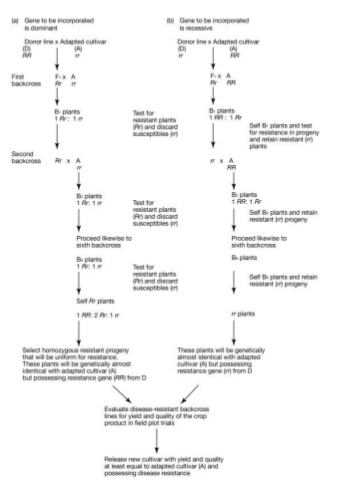 (a) Gene to be incorporated
is dominant
Donor line x Adapted cultivar
(D) (A)
RR rr
First
backcross
F₁ x A
Rr rr
B₁ plants
1 Rr : 1 rr
Test for
resistant plants
(Rr) and discard
susceptibles (rr)
Second
backcross
Rr x A
rr
B₂ plants
1 Rr: 1 rr
Test for
resistant plants
(Rr) and discard
susceptibles (rr)
Proceed likewise to
sixth backcross
B₆ plants
1 Rr: 1 rr
Test for
resistant plants
(Rr) and discard
susceptibles (rr)
Self Rr plants
1 RR: 2 Rr: 1 rr
Select homozygous resistant progeny
that will be uniform for resistance.
These plants will be genetically almost
identical with adapted cultivar (A)
but possessing resistance gene (RR) from D
(b) Gene to be incorporated
is recessive
Donor line x Adapted cultivar
(D) (A)
rr RR
F₁ x A
Rr RR
B₁ plants
1 RR : 1 Rr
Self B₁ plants and test
for resistance in progeny
and retain resistant (rr)
plants
rr x A
RR
B₂ plants
1 RR: 1 Rr
Self B₂ plants and retain
resistant (rr) progeny
Proceed likewise to
sixth backcross
B₆ plants
Self B₆ plants and retain
resistant (rr) progeny
rr plants
These plants will be genetically
almost identical with adapted
cultivar (A) but possessing
resistance gene (rr) from D
Evaluate disease-resistant backcross
lines for yield and quality of the crop
product in field plot trials
Release new cultivar with yield and quality
at least equal to adapted cultivar (A) and
possessing disease resistance